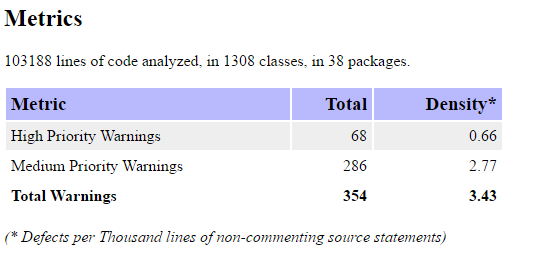 Metrics
103188 lines of code analyzed, in 1308 classes, in 38 packages.
Metric Total Density*
High Priority Warnings 68 0.66
Medium Priority Warnings 286 2.77
Total Warnings 354 3.43
(* Defects per Thousand lines of non-commenting source statements)